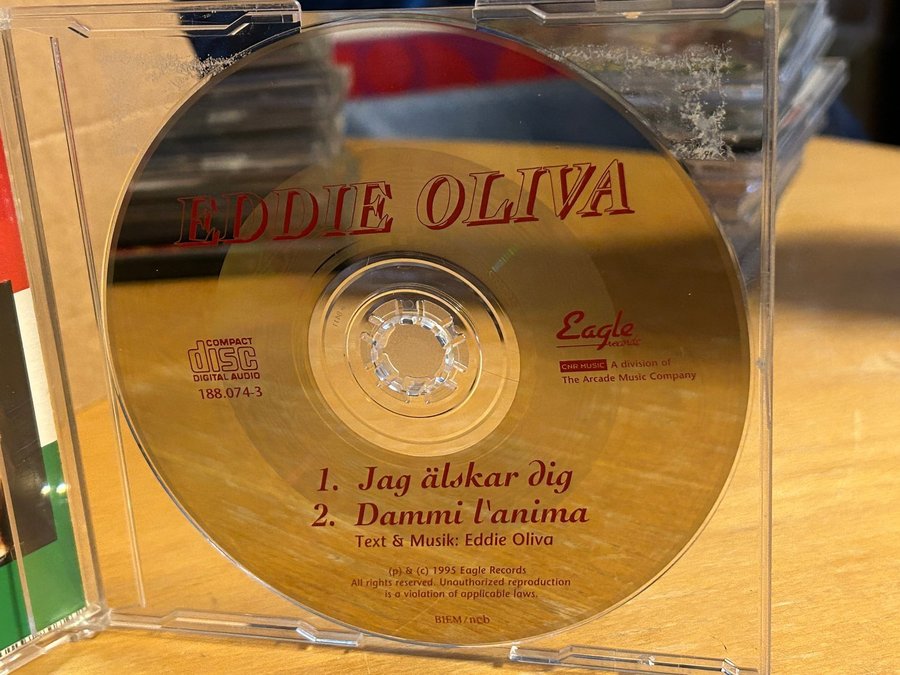 EDDIE OLIVA
COMPACT
disc
DIGITAL AUDIO
188.074-3
Eagle
records
CNR MUSIC A division of
The Arcade Music Company
1. Jag älskar dig
2. Dammi l'anima
Text & Musik: Eddie Oliva
(p) & (c) 1995 Eagle Records
All rights reserved. Unauthorized reproduction
is a violation of applicable laws.
BIEM/ncb